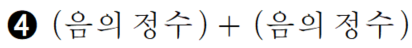 ❹ (음의 정수) + (음의 정수)